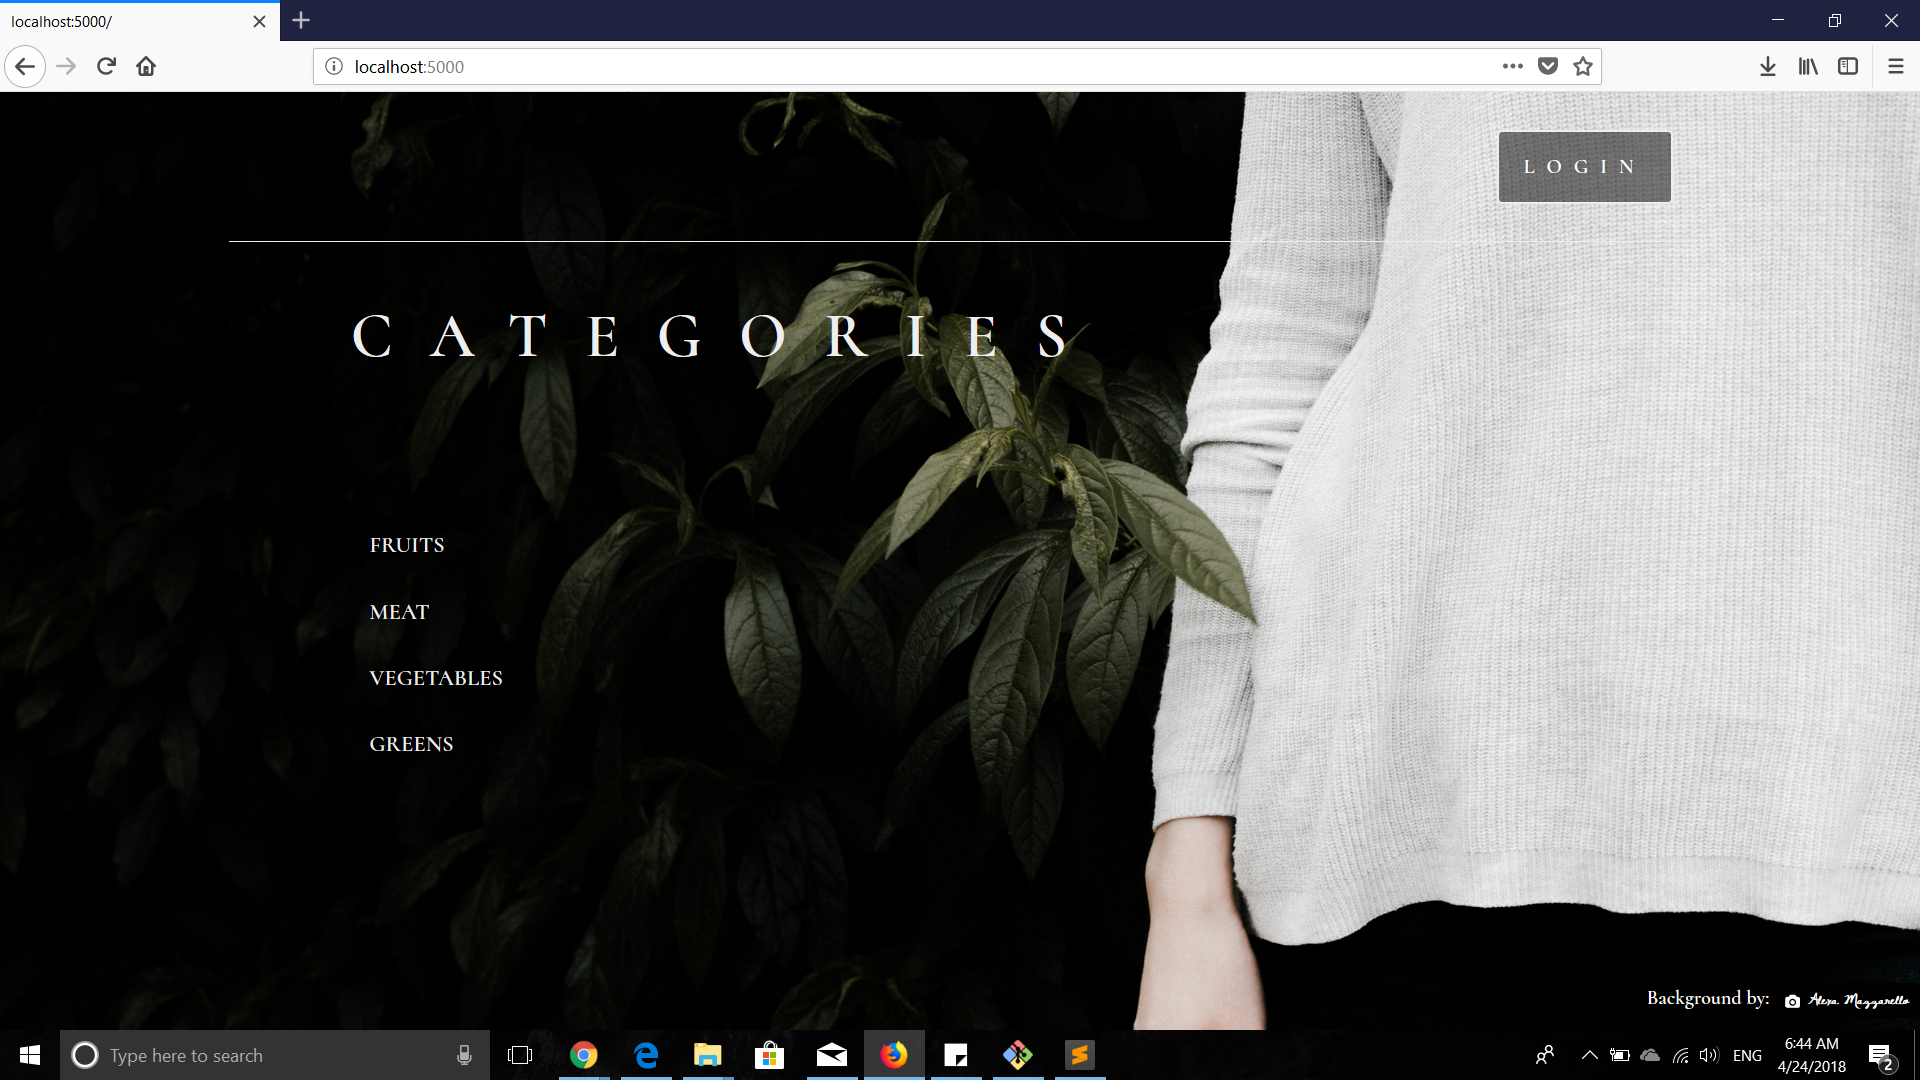 localhost:5000/
localhost:5000
LOGIN
CATEGORIES
FRUITS
MEAT
VEGETABLES
GREENS
Background by: Alexa Mazzarello
Type here to search
ENG
6:44 AM
4/24/2018
2